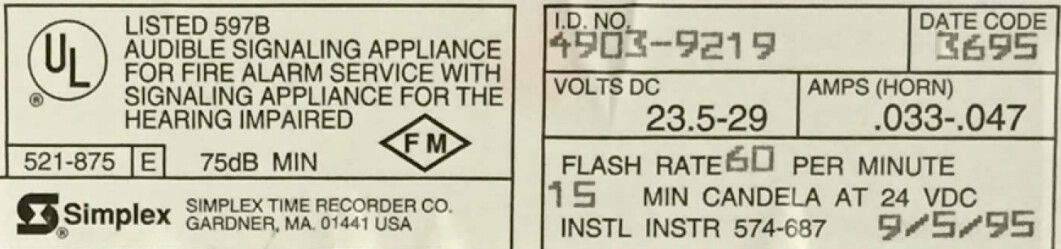 UL
®
LISTED 597B
AUDIBLE SIGNALING APPLIANCE
FOR FIRE ALARM SERVICE WITH
SIGNALING APPLIANCE FOR THE
HEARING IMPAIRED
FM
521-875 E 75dB MIN
Simplex®
SIMPLEX TIME RECORDER CO.
GARDNER, MA. 01441 USA
I.D. NO.
4903-9219
DATE CODE
3695
VOLTS DC
23.5-29
AMPS (HORN)
.033-.047
FLASH RATE 60 PER MINUTE
15 MIN CANDELA AT 24 VDC
INSTL INSTR 574-687 9/5/95